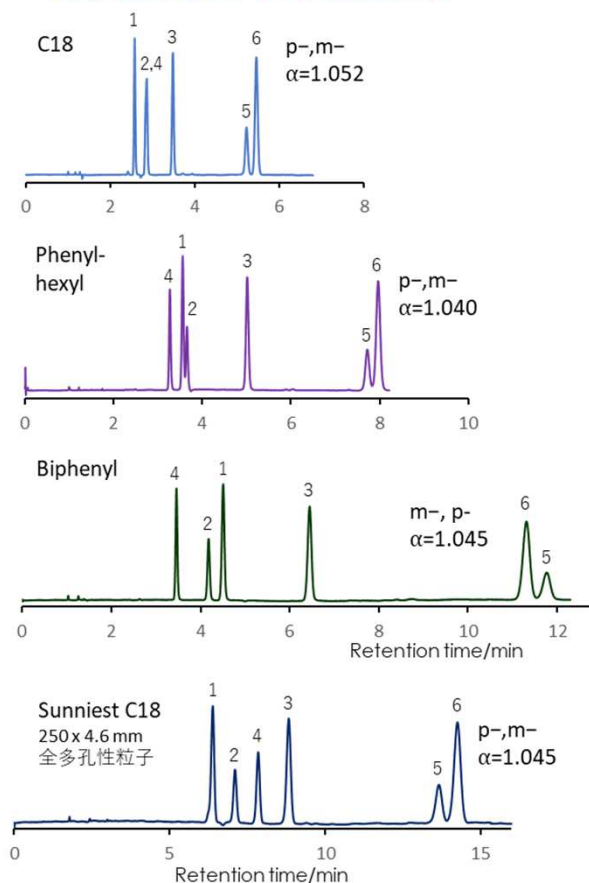 C18
1
2,4
3
5
6
p−,m−
α=1.052
0 2 4 6 8
Phenyl-
hexyl
4
1
2
3
5
6
p−,m−
α=1.040
0 2 4 6 8 10
Biphenyl
4
2
1
3
6
5
m−, p-
α=1.045
0 2 4 6 8 10 12
Retention time/min
Sunniest C18
250 x 4.6 mm
全多孔性粒子
1
2
4
3
5
6
p−,m−
α=1.045
0 5 10 15
Retention time/min